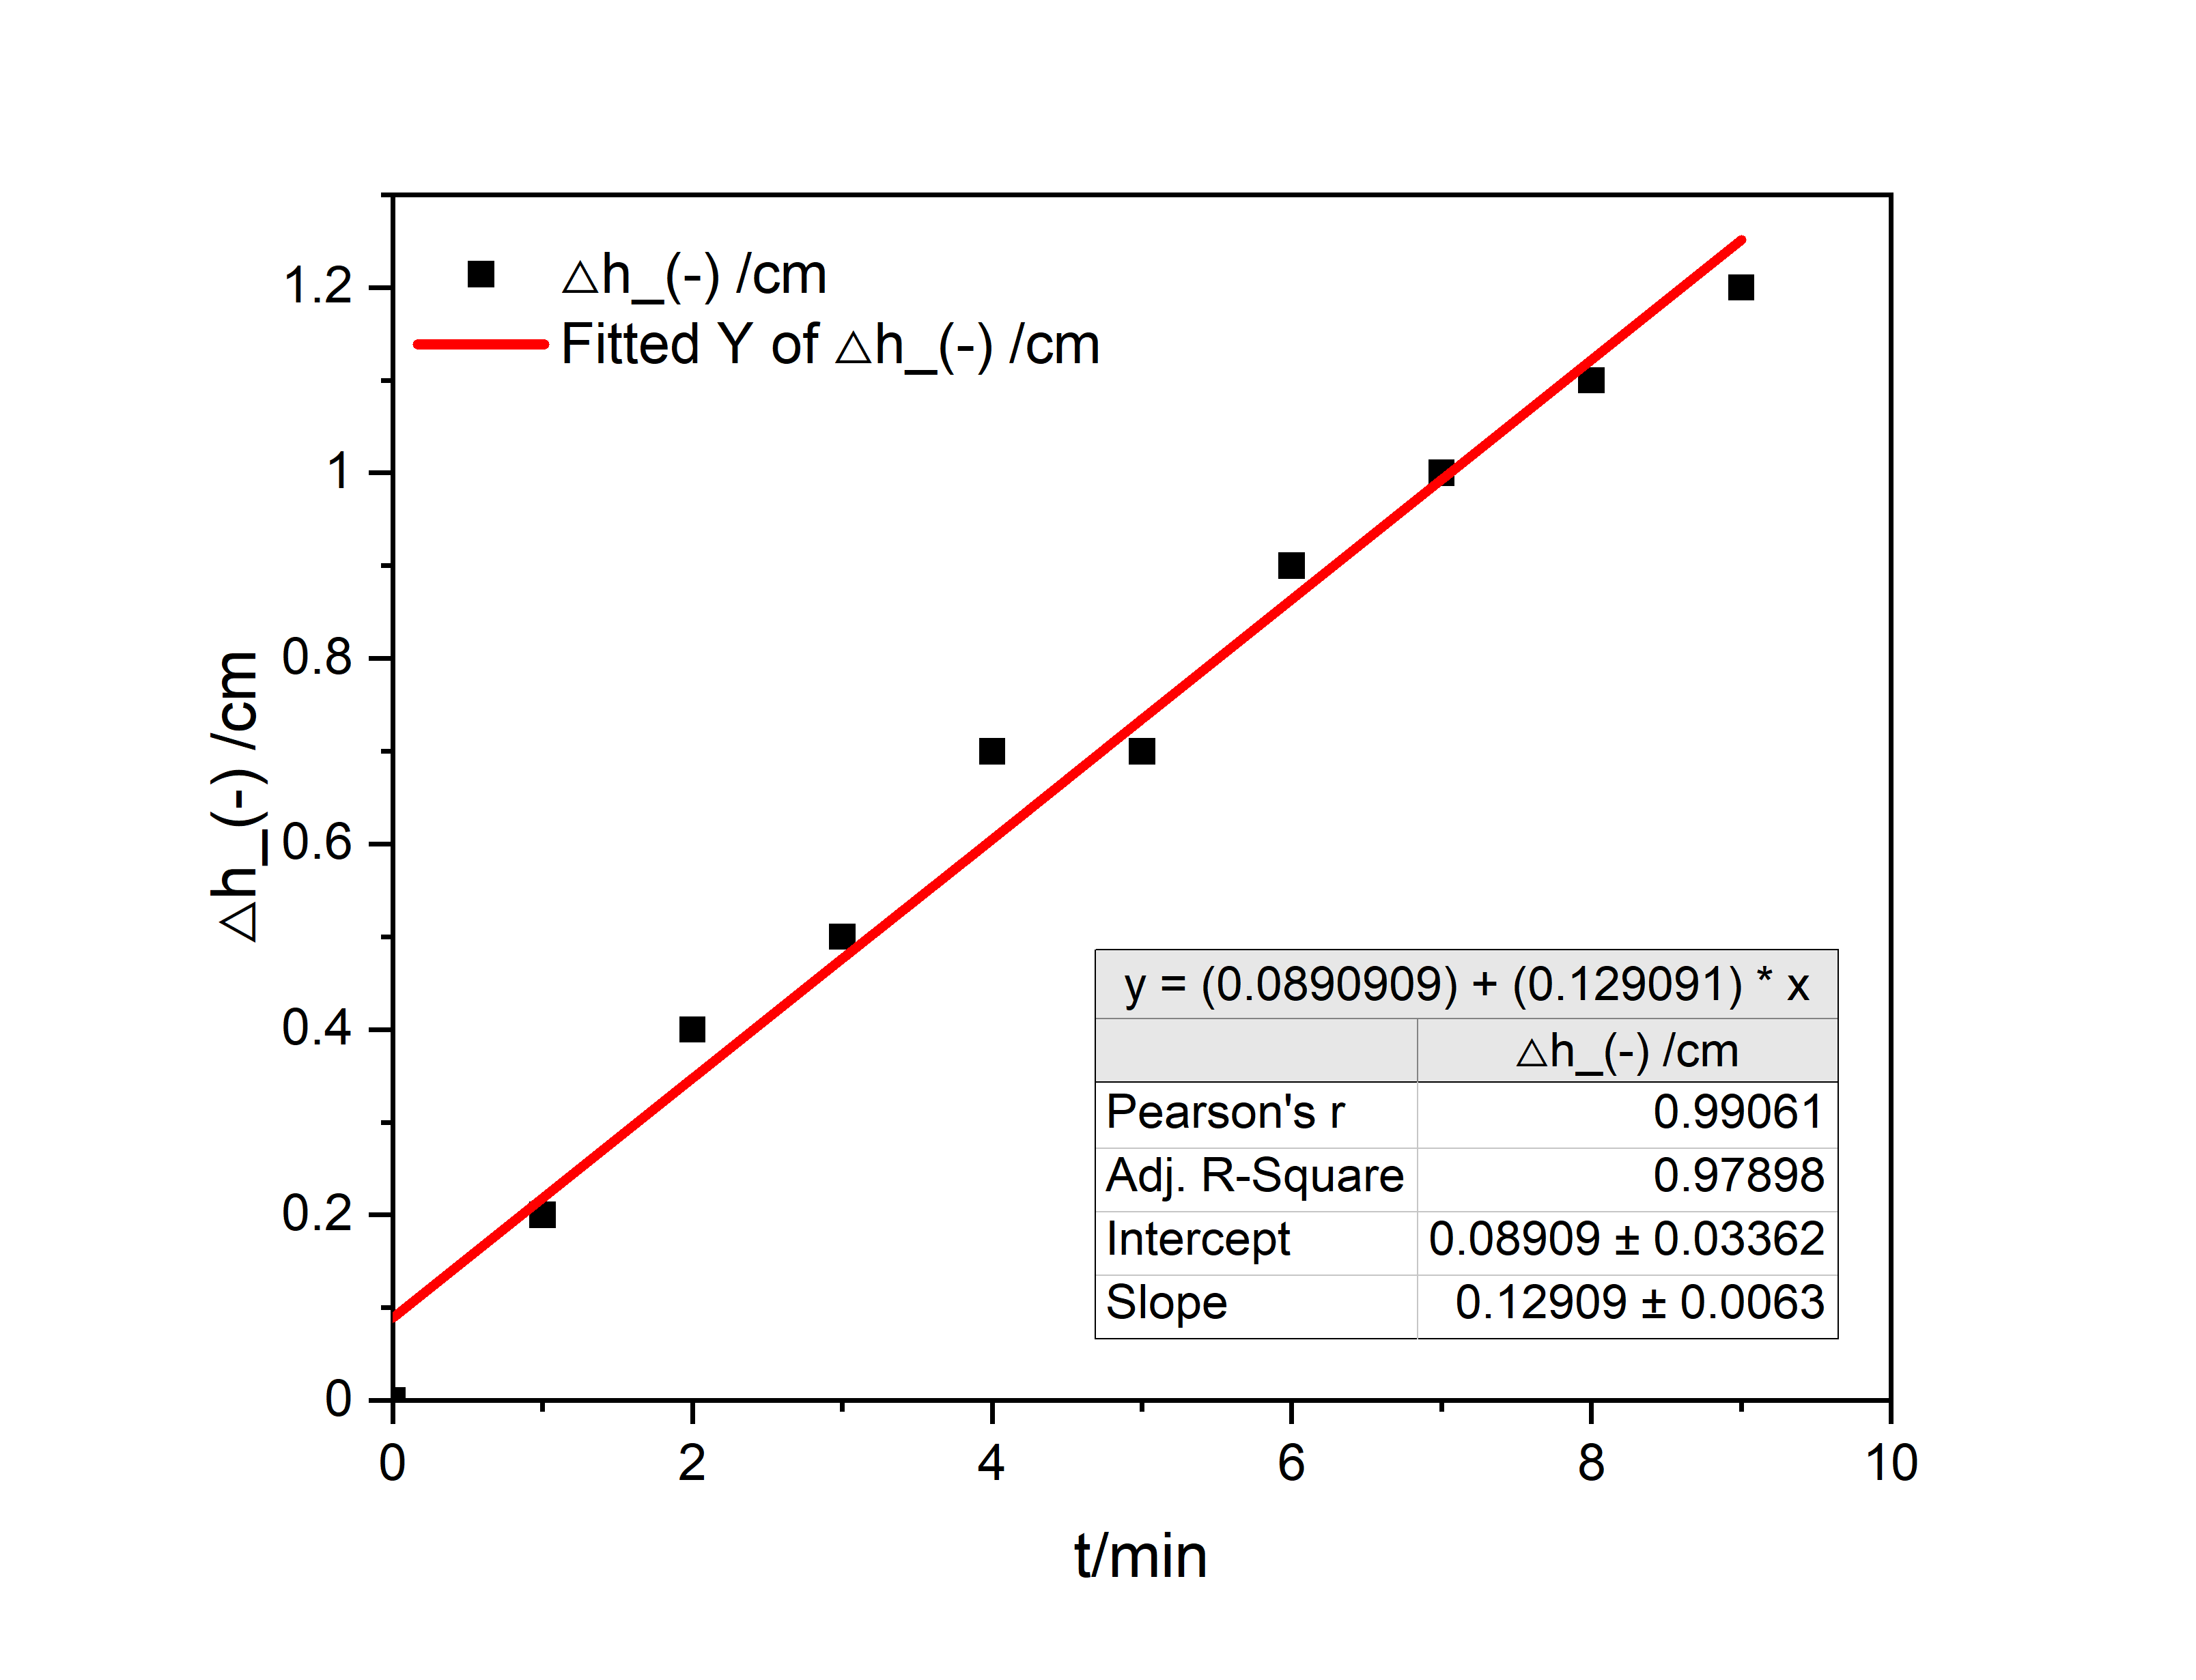 △h_(-) /cm
Fitted Y of △h_(-) /cm
1.2
1
0.8
0.6
0.4
0.2
0
△h_(-) /cm
y = (0.0890909) + (0.129091) * x
△h_(-) /cm
Pearson's r 0.99061
Adj. R-Square 0.97898
Intercept 0.08909 ± 0.03362
Slope 0.12909 ± 0.0063
0 2 4 6 8 10
t/min